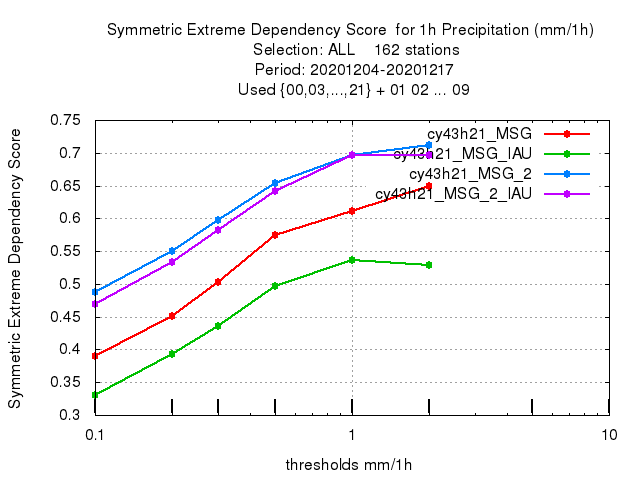 Symmetric Extreme Dependency Score  for 1h Precipitation (mm/1h)
Selection: ALL    162 stations
Period: 20201204-20201217
Used {00,03,...,21} + 01 02 ... 09
Symmetric Extreme Dependency Score
0.75
0.7
0.65
0.6
0.55
0.5
0.45
0.4
0.35
0.3
cy43h21_MSG
cy43h21_MSG_IAU
cy43h21_MSG_2
cy43h21_MSG_2_IAU
0.1 1 10
thresholds mm/1h